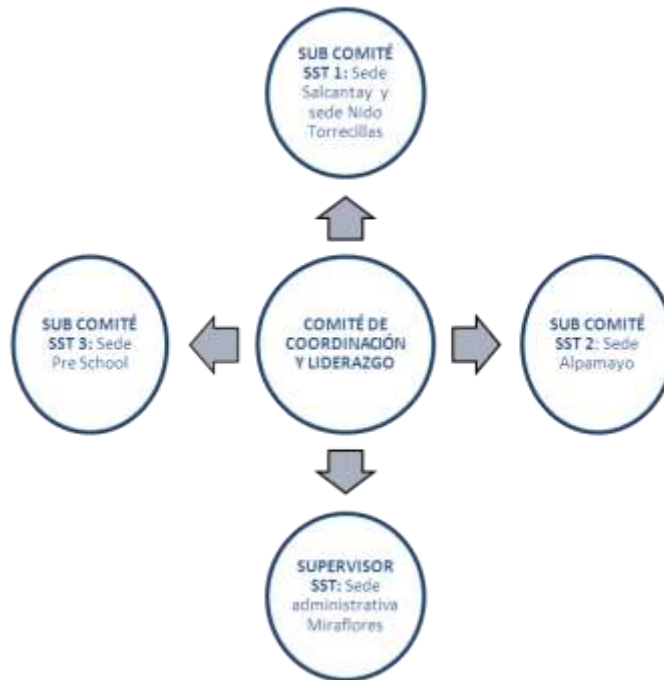 SUB COMITÉ
SST 1: Sede
Salcantay y
sede Nido
Torrecillas
SUB COMITÉ
SST 3: Sede
Pre School
COMITÉ DE
COORDINACIÓN
Y LIDERAZGO
SUB COMITÉ
SST 2: Sede
Alpamayo
SUPERVISOR
SST: Sede
administrativa
Miraflores